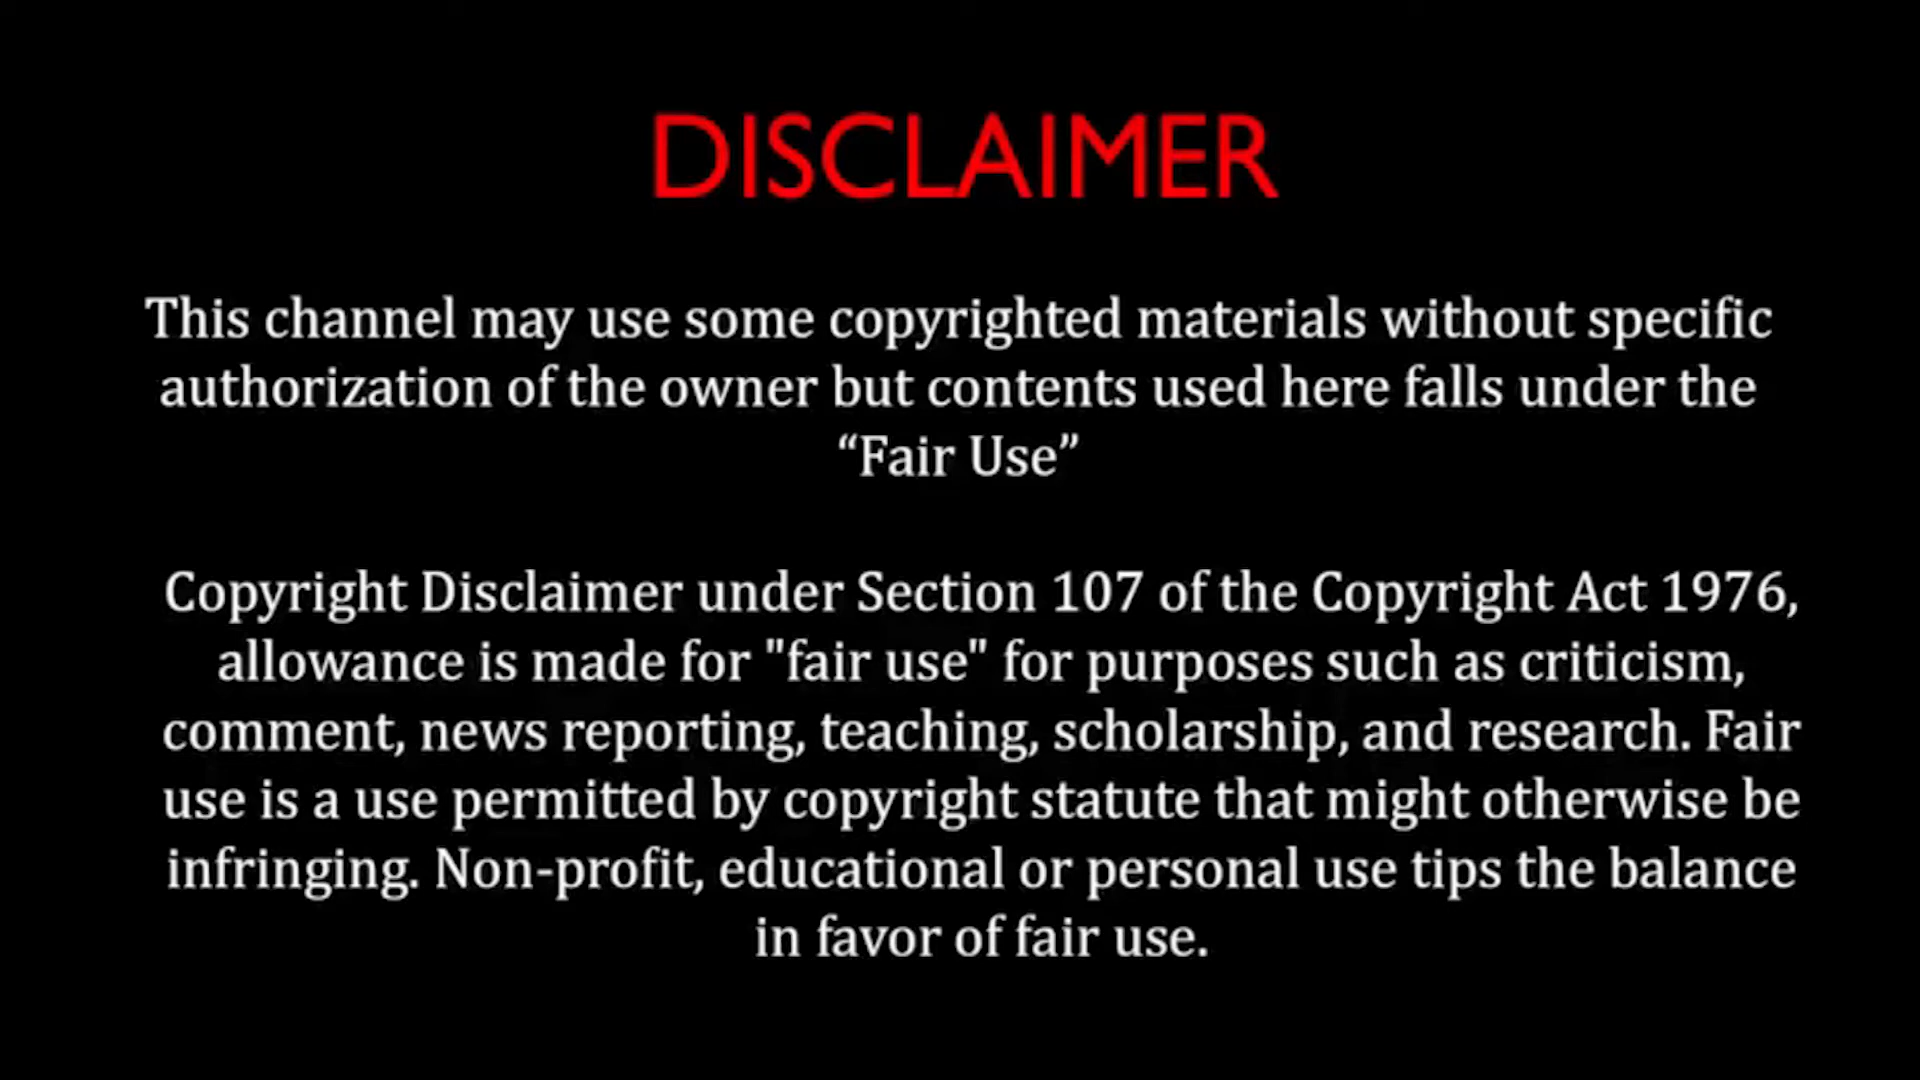 DISCLAIMER
This channel may use some copyrighted materials without specific
authorization of the owner but contents used here falls under the
“Fair Use”
Copyright Disclaimer under Section 107 of the Copyright Act 1976,
allowance is made for "fair use" for purposes such as criticism,
comment, news reporting, teaching, scholarship, and research. Fair
use is a use permitted by copyright statute that might otherwise be
infringing. Non-profit, educational or personal use tips the balance
in favor of fair use.